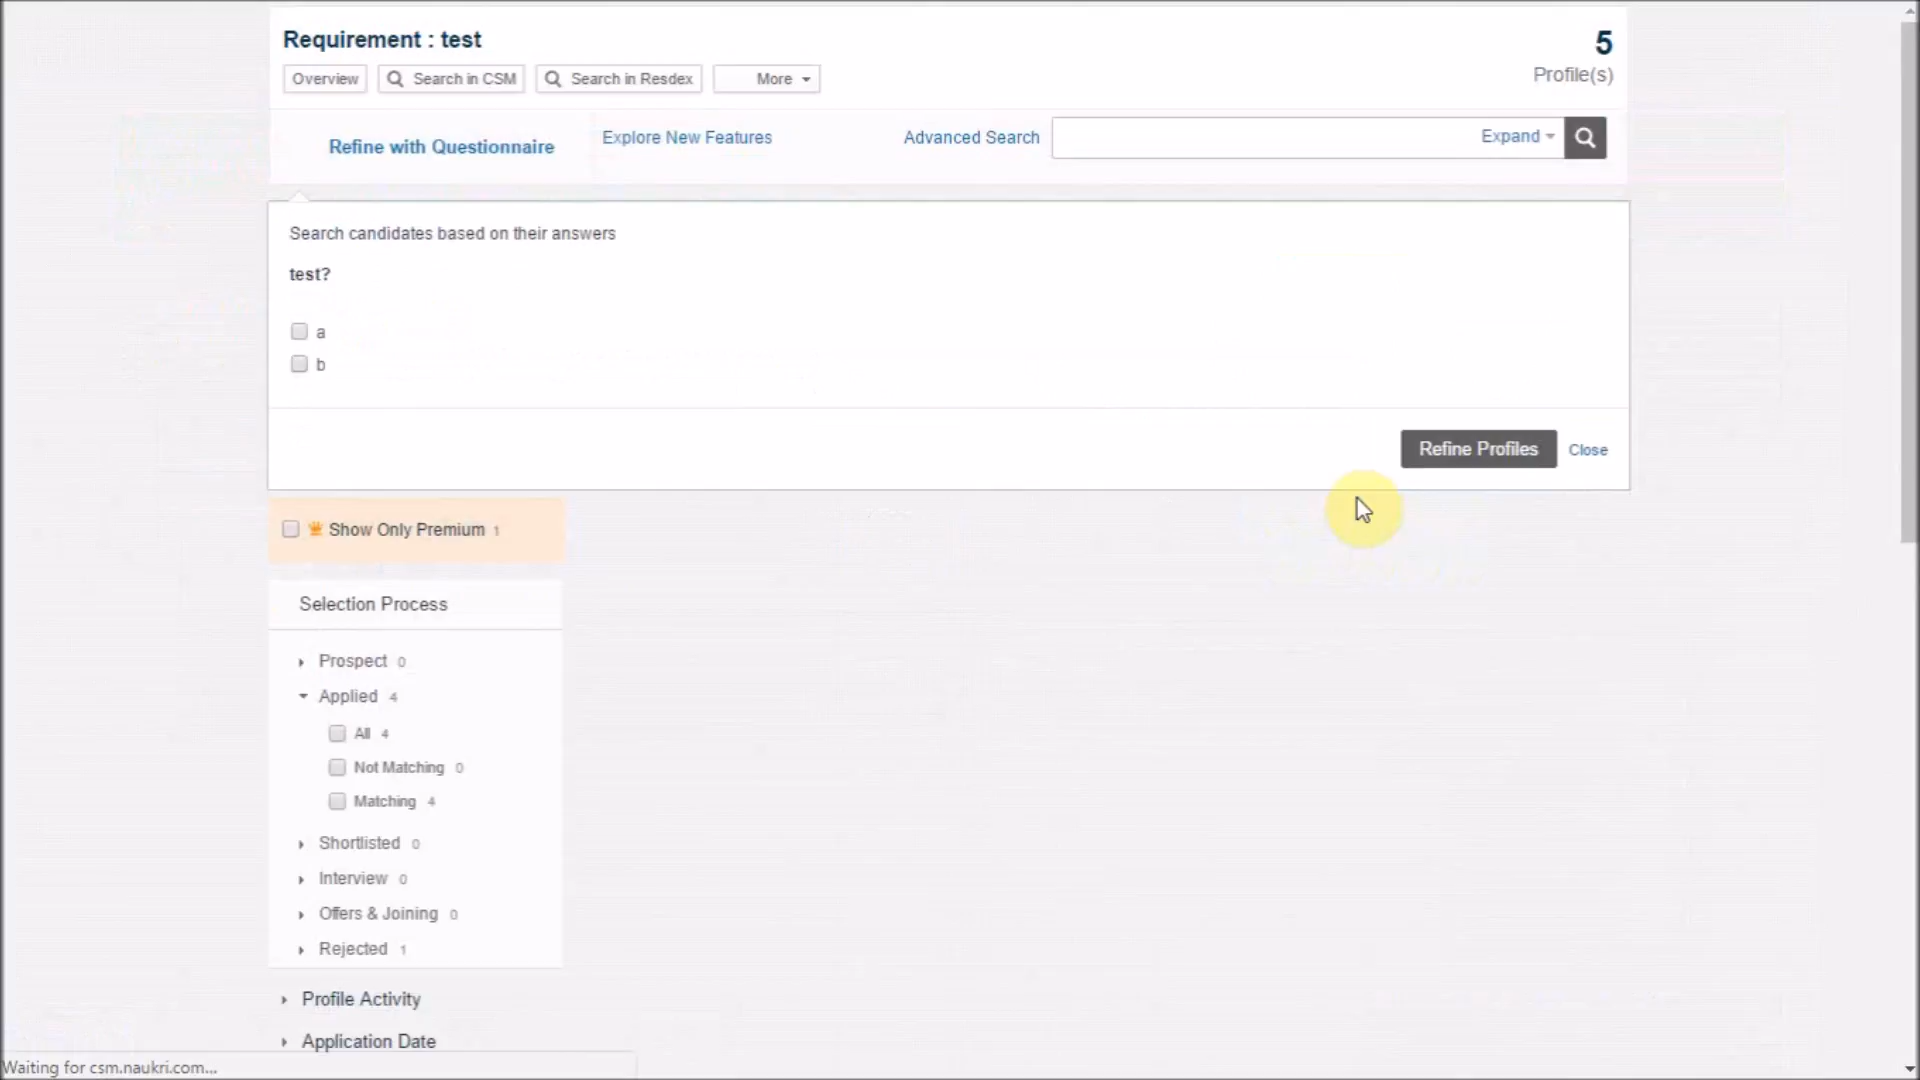 Requirement : test
5
Profile(s)
Overview
Search in CSM
Search in Resdex
More
Refine with Questionnaire
Explore New Features
Advanced Search
Expand
Search candidates based on their answers
test?
a
b
Refine Profiles
Close
Show Only Premium 1
Selection Process
Prospect 0
Applied 4
All 4
Not Matching 0
Matching 4
Shortlisted 0
Interview 0
Offers & Joining 0
Rejected 1
Profile Activity
Application Date
Waiting for csm.naukri.com...